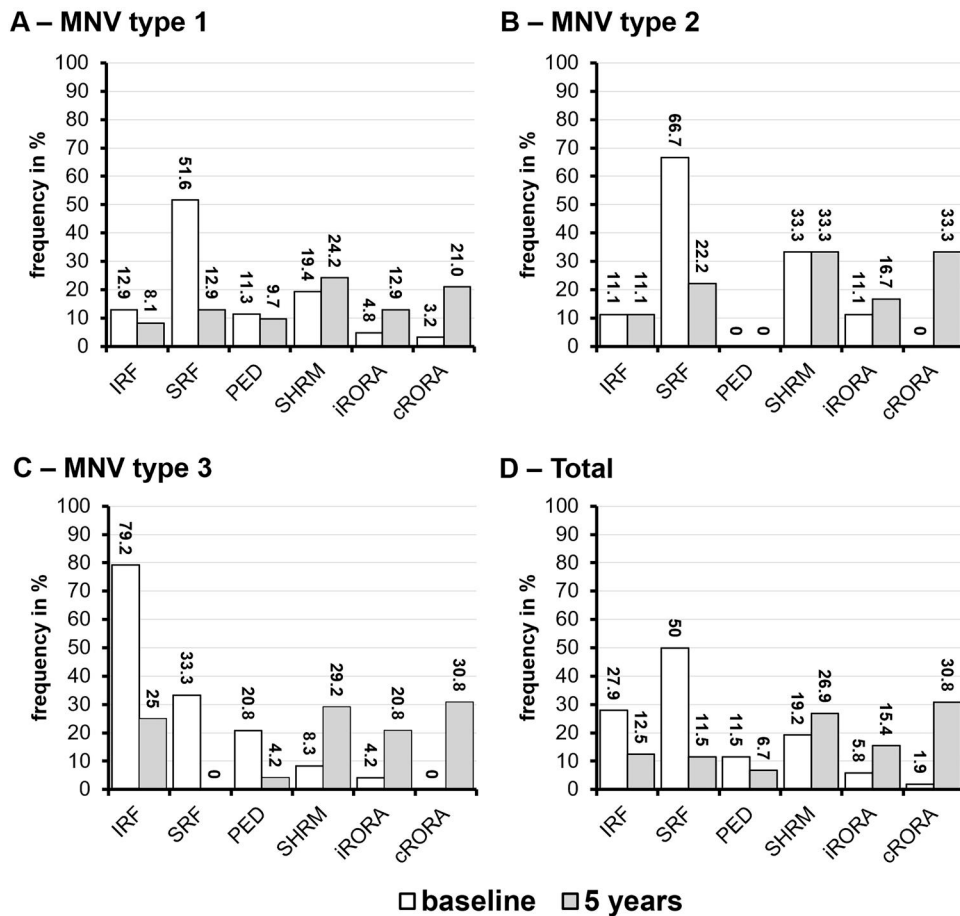 A – MNV type 1
frequency in %
100
90
80
70
60
50
40
30
20
10
0
12.9 8.1 51.6 12.9 11.3 9.7 19.4 24.2 4.8 12.9 3.2 21.0
IRF SRF PED SHRM iRORA cRORA
B – MNV type 2
frequency in %
100
90
80
70
60
50
40
30
20
10
0
11.1 11.1 66.7 22.2 0 0 33.3 33.3 11.1 16.7 0 33.3
IRF SRF PED SHRM iRORA cRORA
C – MNV type 3
frequency in %
100
90
80
70
60
50
40
30
20
10
0
79.2 25 33.3 0 20.8 4.2 8.3 29.2 4.2 20.8 0 30.8
IRF SRF PED SHRM iRORA cRORA
D – Total
frequency in %
100
90
80
70
60
50
40
30
20
10
0
27.9 12.5 50 11.5 11.5 6.7 19.2 26.9 5.8 15.4 1.9 30.8
IRF SRF PED SHRM iRORA cRORA
baseline 5 years